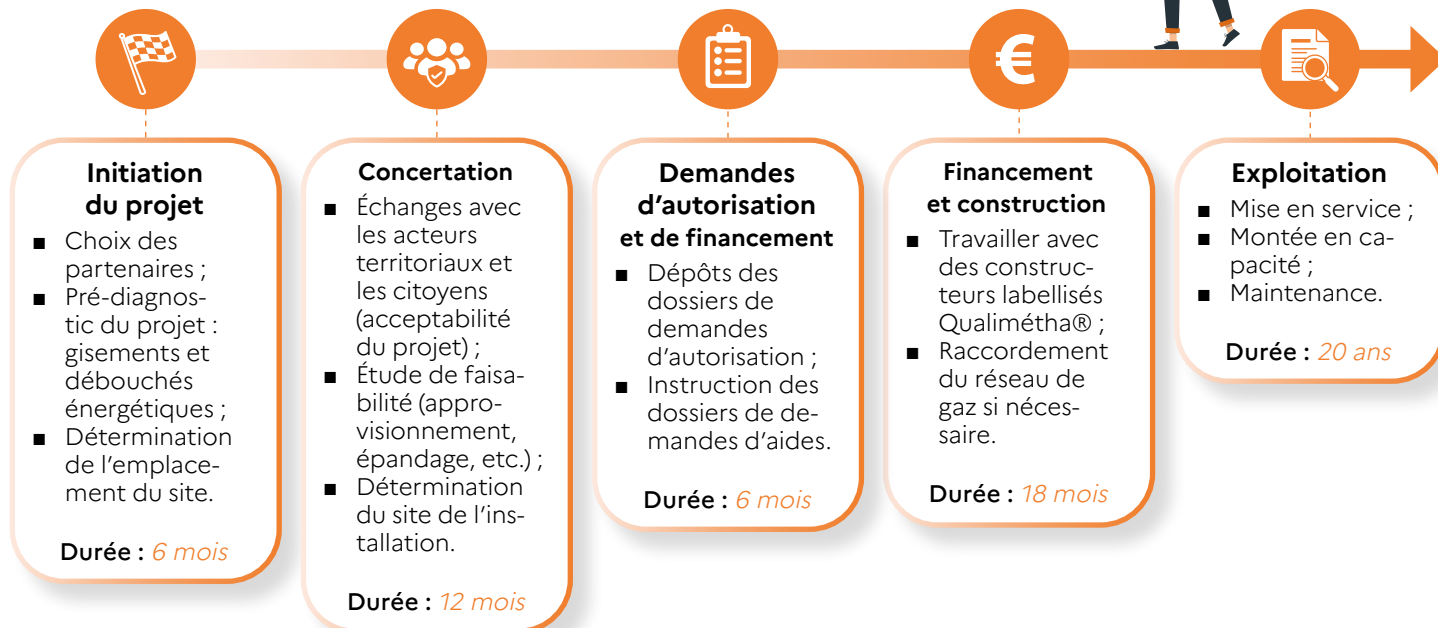 Initiation
du projet
■ Choix des
partenaires ;
■ Pré-diagnos-
tic du projet :
gisements et
débouchés
énergétiques ;
■ Détermination
de l'emplace-
ment du site.
Durée : 6 mois
Concertation
■ Échanges avec
les acteurs
territoriaux et
les citoyens
(acceptabilité
du projet) ;
■ Étude de faisa-
bilité (appro-
visionnement,
épandage, etc.) ;
■ Détermination
du site de l'ins-
tallation.
Durée : 12 mois
Demandes
d'autorisation
et de financement
■ Dépôts des
dossiers de
demandes
d'autorisation ;
■ Instruction des
dossiers de de-
mandes d'aides.
Durée : 6 mois
€
Financement
et construction
■ Travailler avec
des construc-
teurs labellisés
Qualimétha® ;
■ Raccordement
du réseau de
gaz si néces-
saire.
Durée : 18 mois
Exploitation
■ Mise en service ;
■ Montée en ca-
pacité ;
■ Maintenance.
Durée : 20 ans